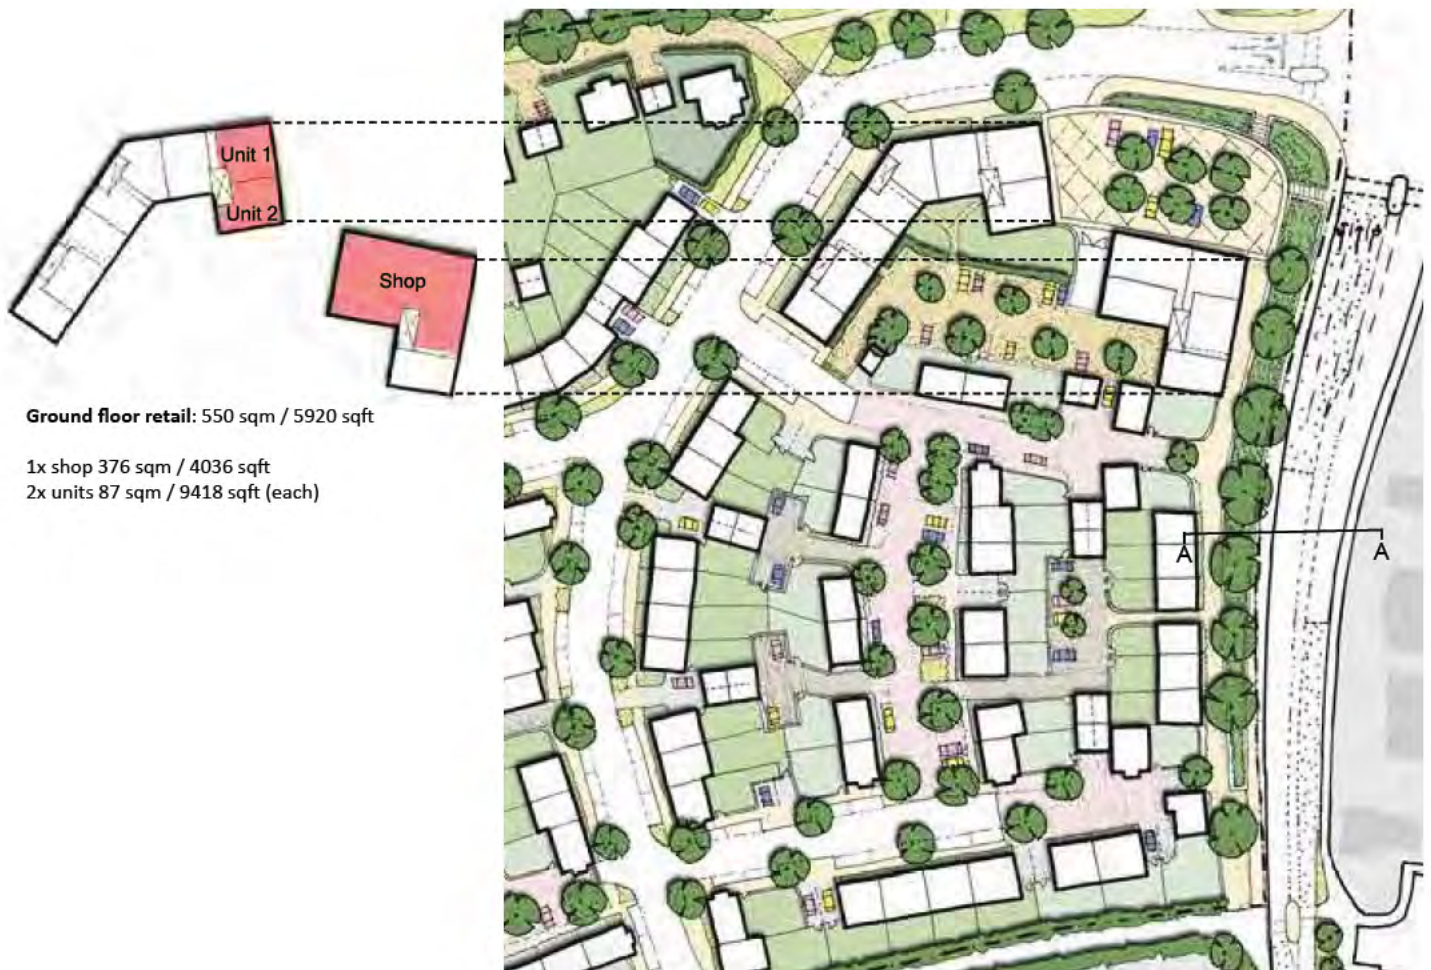 Unit 1
Unit 2
Shop
Ground floor retail: 550 sqm / 5920 sqft
1x shop 376 sqm / 4036 sqft
2x units 87 sqm / 9418 sqft (each)
A A